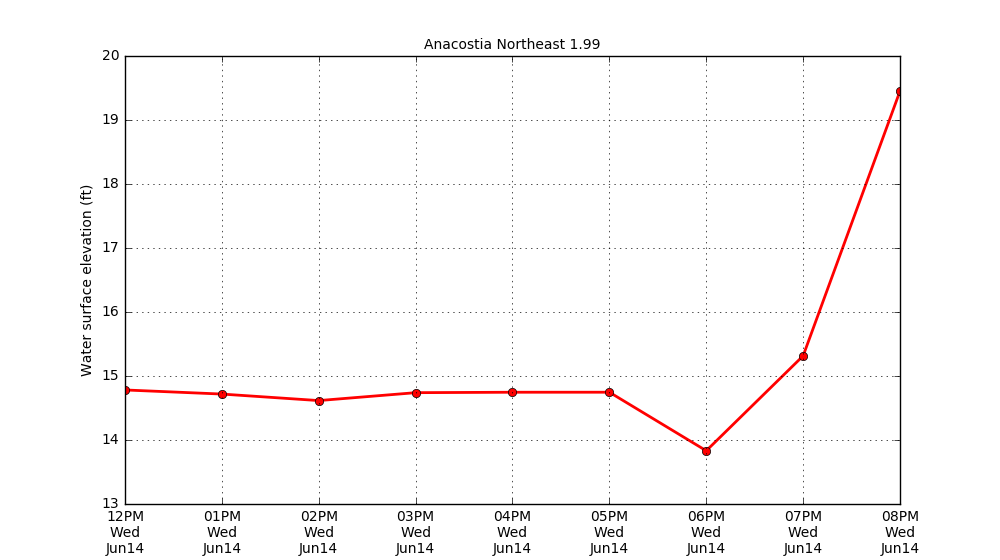 Anacostia Northeast 1.99
20
19
18
17
16
15
14
13
Water surface elevation (ft)
12PM 01PM 02PM 03PM 04PM 05PM 06PM 07PM 08PM
Wed Wed Wed Wed Wed Wed Wed Wed Wed
Jun14 Jun14 Jun14 Jun14 Jun14 Jun14 Jun14 Jun14 Jun14